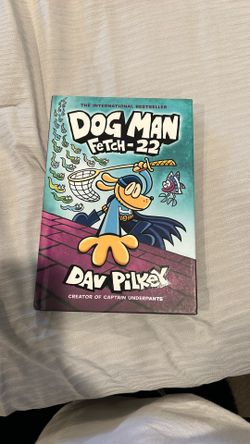 THE INTERNATIONAL BESTSELLER
DOG MAN
FETCH-22
DAV PILKEY
CREATOR OF CAPTAIN UNDERPANTS